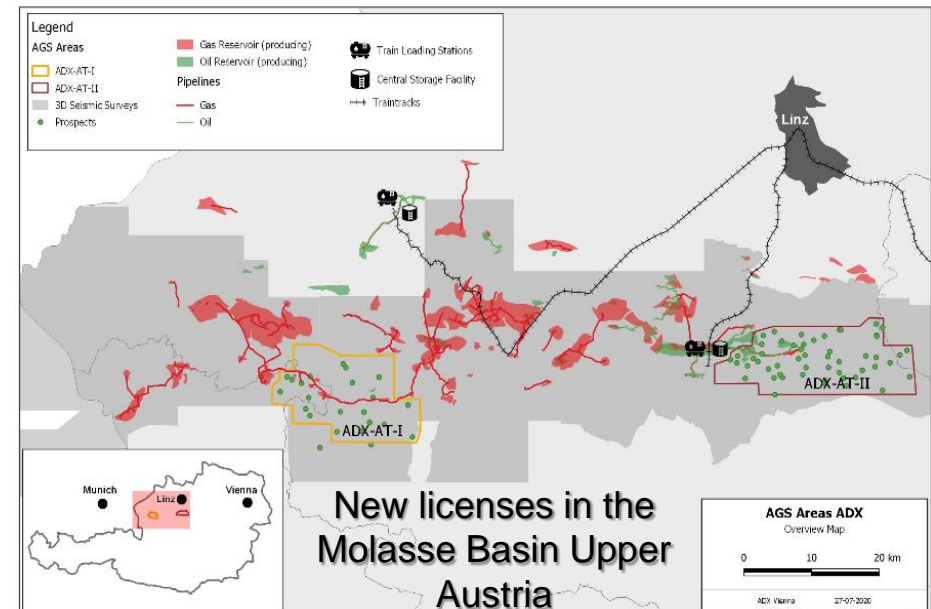 Legend
AGS Areas
ADX-AT-I
ADX-AT-II
3D Seismic Surveys
Prospects
Gas Reservoir (producing)
Oil Reservoir (producing)
Pipelines
Gas
Oil
Train Loading Stations
Central Storage Facility
Traintracks
Linz
ADX-AT-I
ADX-AT-II
Munich
Linz
Vienna
New licenses in the
Molasse Basin Upper
Austria
AGS Areas ADX
Overview Map
0 10 20 km
ADX Vienna 27-07-2020